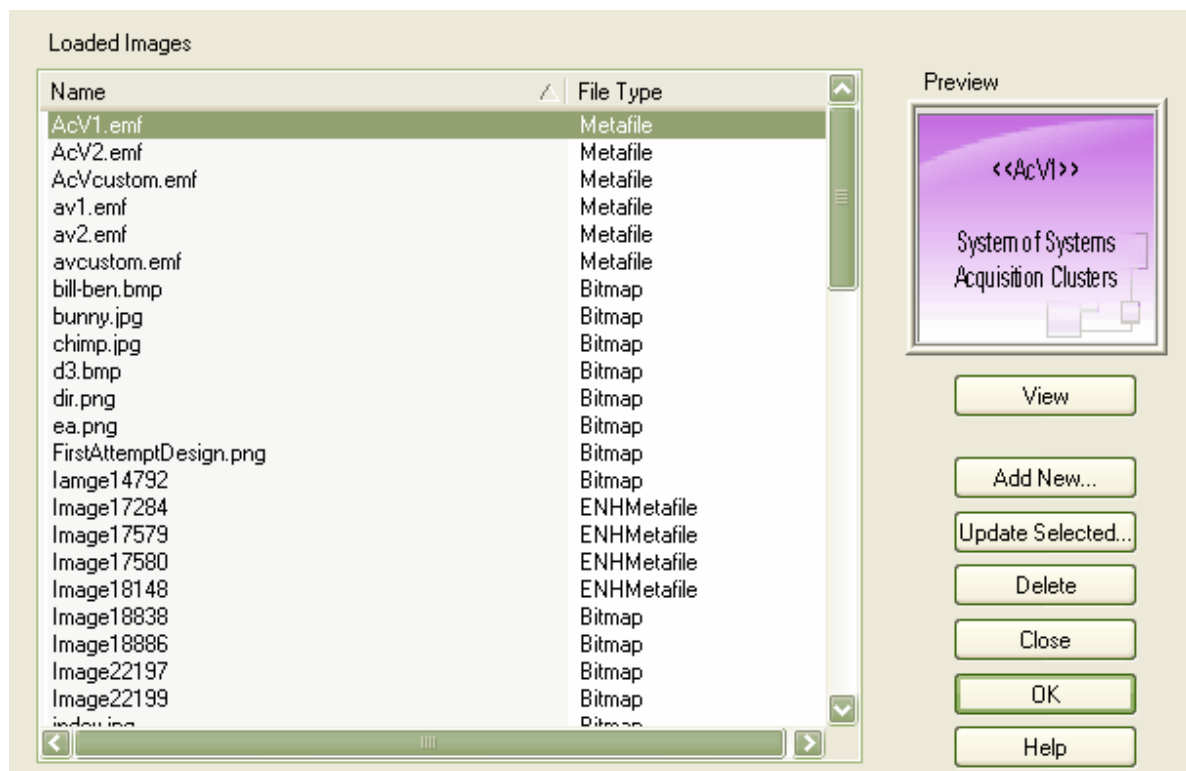 Loaded Images
Name File Type
AcV1.emf Metafile
AcV2.emf Metafile
AcVcustom.emf Metafile
av1.emf Metafile
av2.emf Metafile
avcustom.emf Metafile
bill-ben.bmp Bitmap
bunny.jpg Bitmap
chimp.jpg Bitmap
d3.bmp Bitmap
dir.png Bitmap
ea.png Bitmap
FirstAttemptDesign.png Bitmap
Iamge14792 Bitmap
Image17284 ENHMetafile
Image17579 ENHMetafile
Image17580 ENHMetafile
Image18148 ENHMetafile
Image18838 Bitmap
Image18886 Bitmap
Image22197 Bitmap
Image22199 Bitmap
index.jpg Bitmap
Preview
<<AcV1>>
System of Systems
Acquisition Clusters
View
Add New...
Update Selected...
Delete
Close
OK
Help